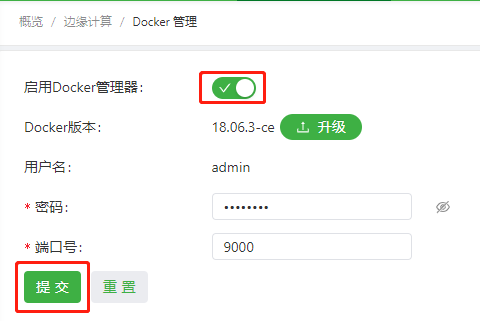 概览 / 边缘计算 / Docker 管理
启用Docker管理器：
Docker版本： 18.06.3-ce 升级
用户名： admin
* 密码： ••••••••
* 端口号： 9000
提 交 重 置